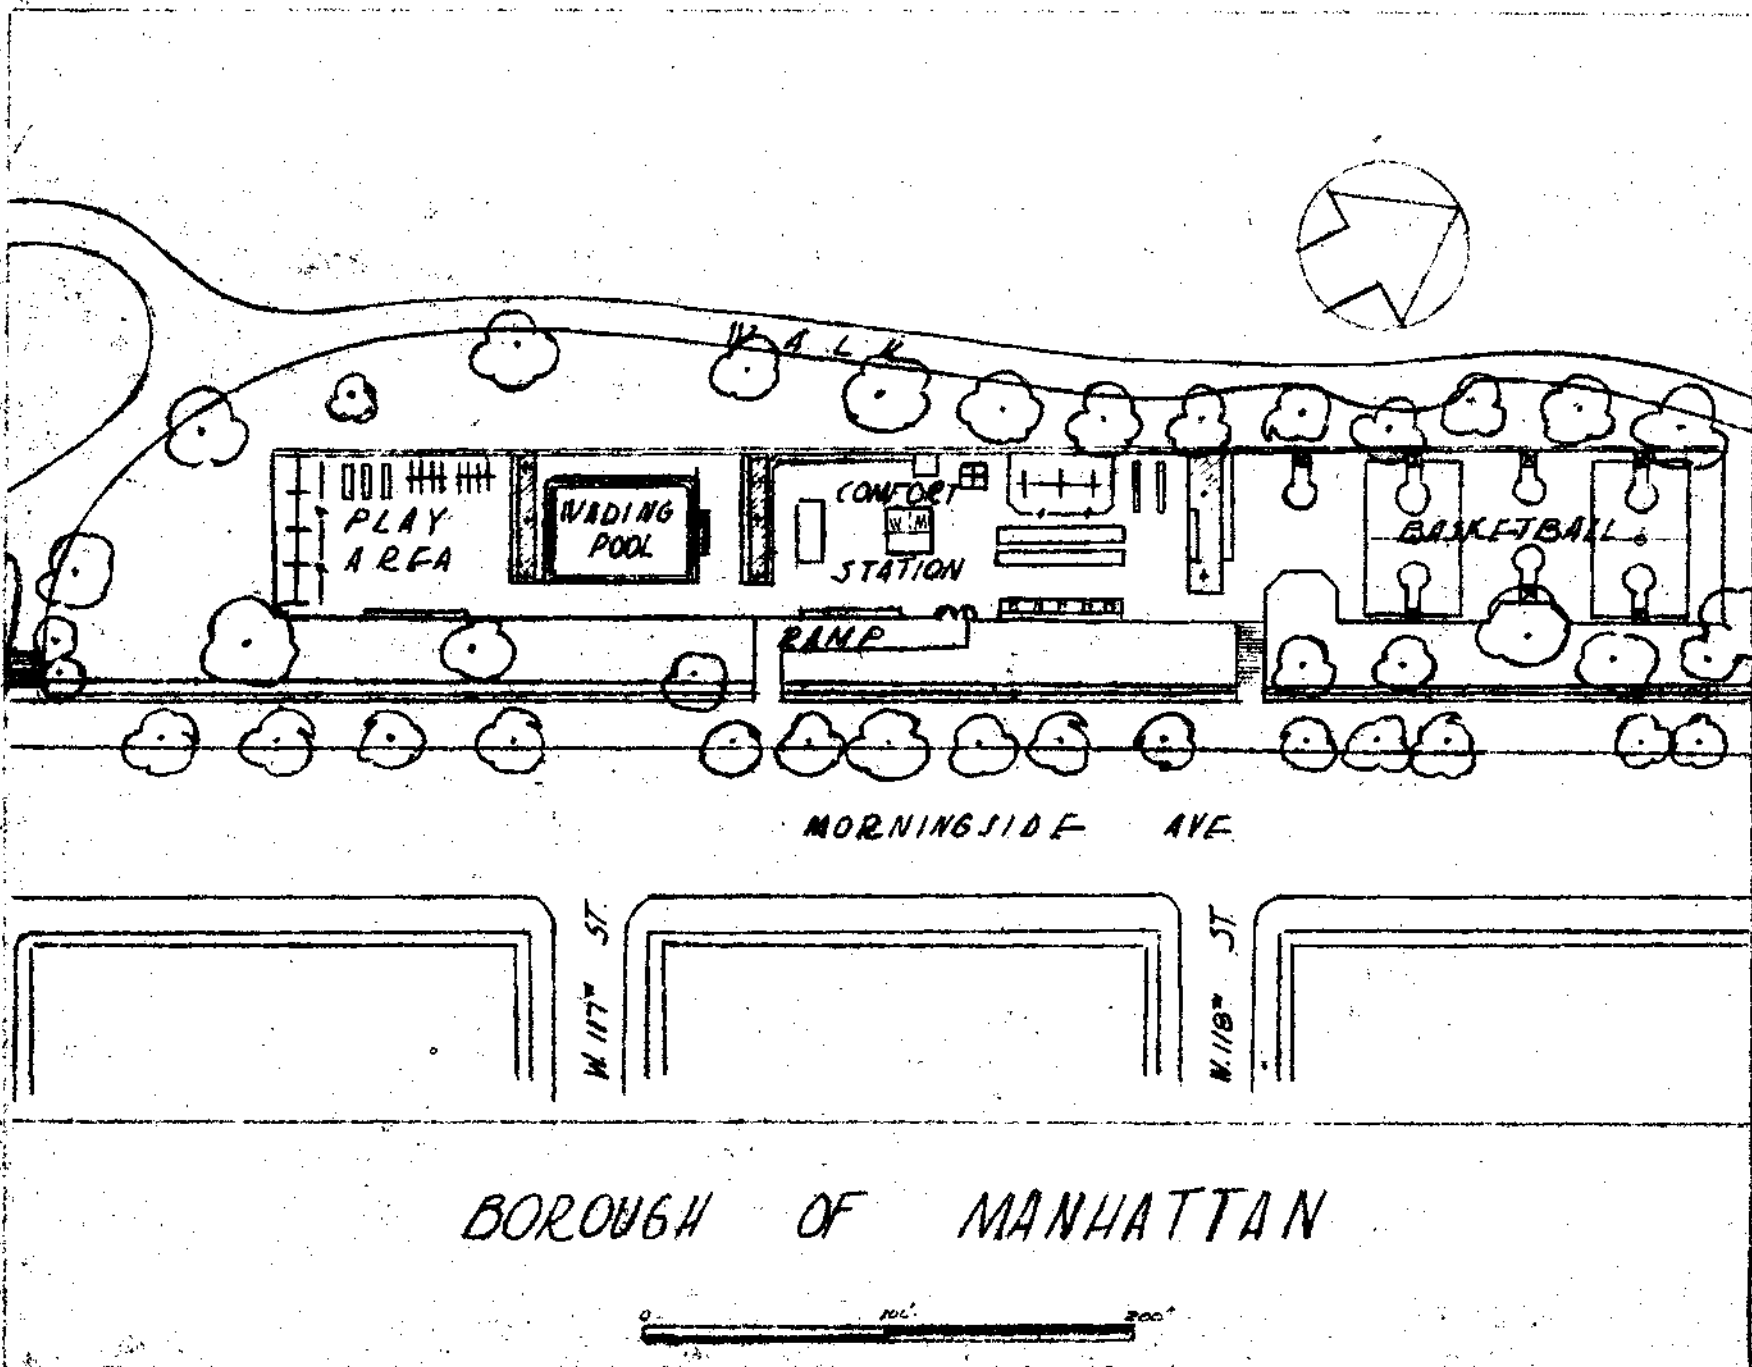 WALK
PLAY
AREA
WADING
POOL
COMFORT
W M
STATION
BASKETBALL
RAMP
MORNINGSIDE AVE
W. 117TH ST.
W. 118TH ST
BOROUGH OF MANHATTAN
0 100' 200'